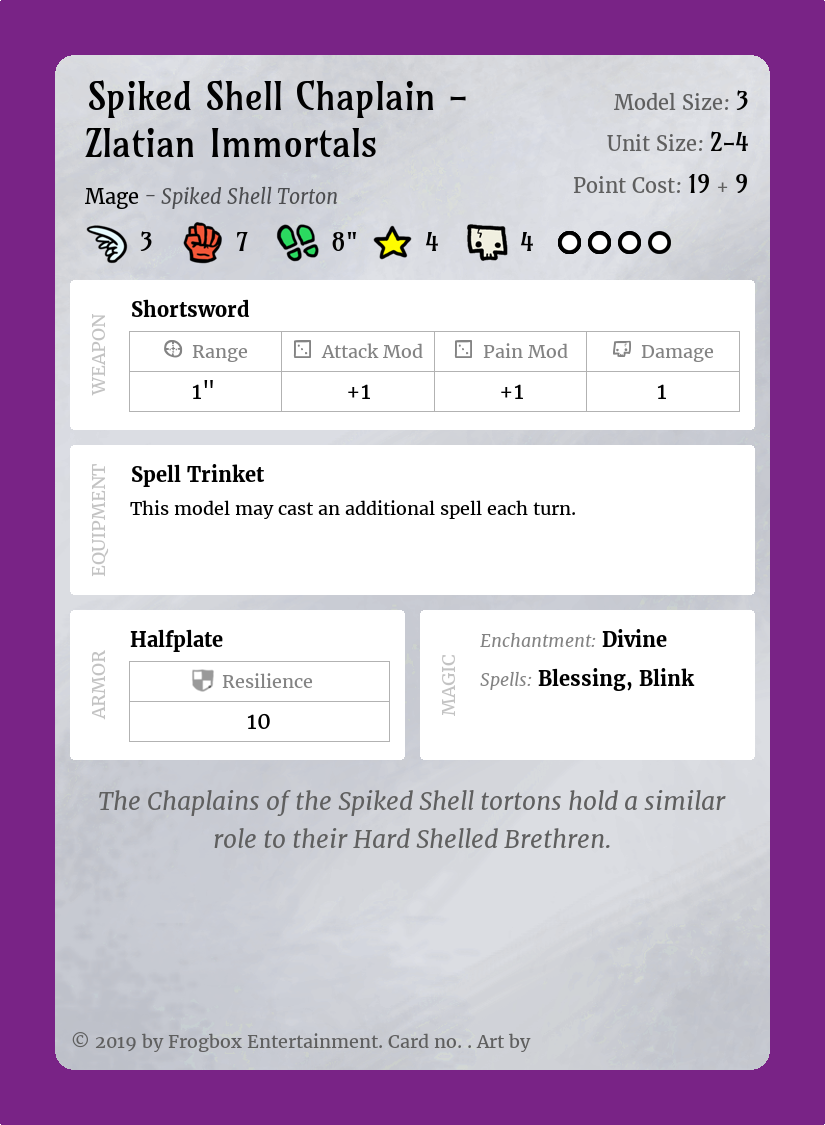 Spiked Shell Chaplain –
Zlatian Immortals
Model Size: 3
Unit Size: 2–4
Point Cost: 19 + 9
Mage – Spiked Shell Torton
3 7 8" 4 4
WEAPON
Shortsword
Range Attack Mod Pain Mod Damage
1" +1 +1 1
EQUIPMENT
Spell Trinket
This model may cast an additional spell each turn.
ARMOR
Halfplate
Resilience
10
MAGIC
Enchantment: Divine
Spells: Blessing, Blink
The Chaplains of the Spiked Shell tortons hold a similar
role to their Hard Shelled Brethren.
© 2019 by Frogbox Entertainment. Card no. . Art by